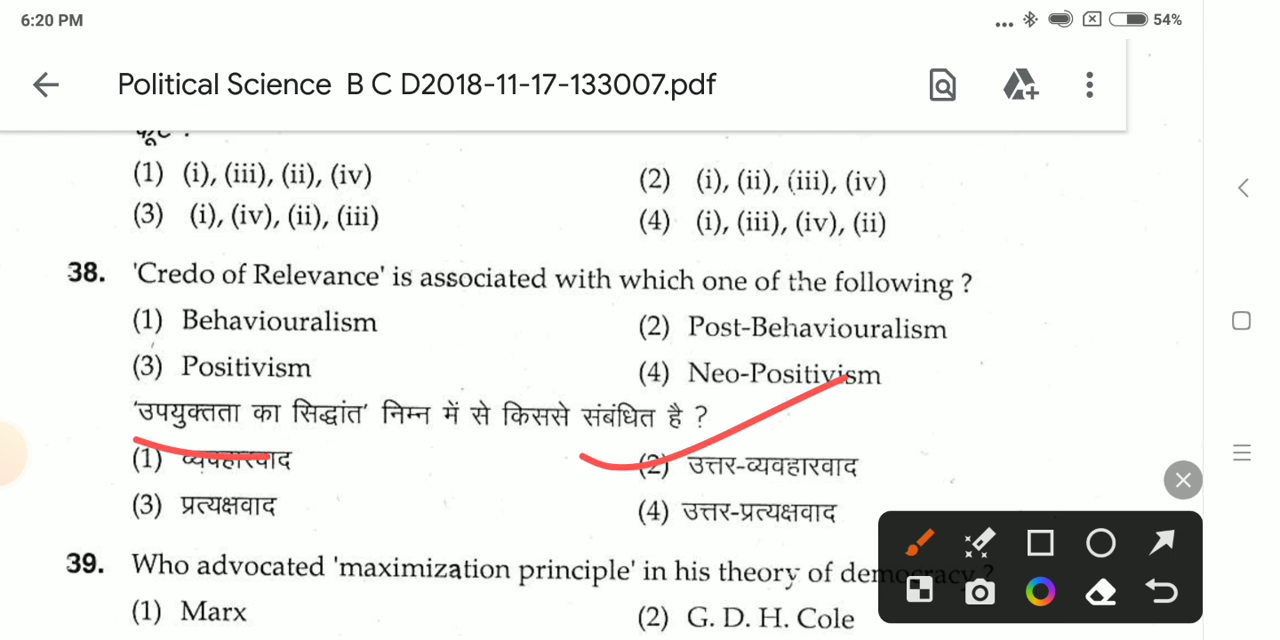 6:20 PM
54%
Political Science B C D2018-11-17-133007.pdf
(1) (i), (iii), (ii), (iv)
(2) (i), (ii), (iii), (iv)
(3) (i), (iv), (ii), (iii)
(4) (i), (iii), (iv), (ii)
38. 'Credo of Relevance' is associated with which one of the following ?
(1) Behaviouralism
(2) Post-Behaviouralism
(3) Positivism
(4) Neo-Positivism
'उपयुक्तता का सिद्धांत' निम्न में से किससे संबंधित है ?
(1) व्यवहारवाद
(2) उत्तर-व्यवहारवाद
(3) प्रत्यक्षवाद
(4) उत्तर-प्रत्यक्षवाद
39. Who advocated 'maximization principle' in his theory of democracy ?
(1) Marx
(2) G. D. H. Cole